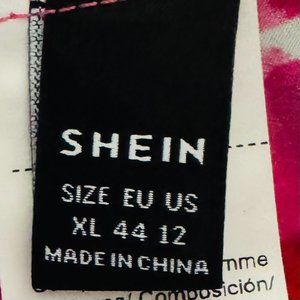 SHEIN
SIZE EU US
XL 44 12
MADE IN CHINA
mme
Composición/